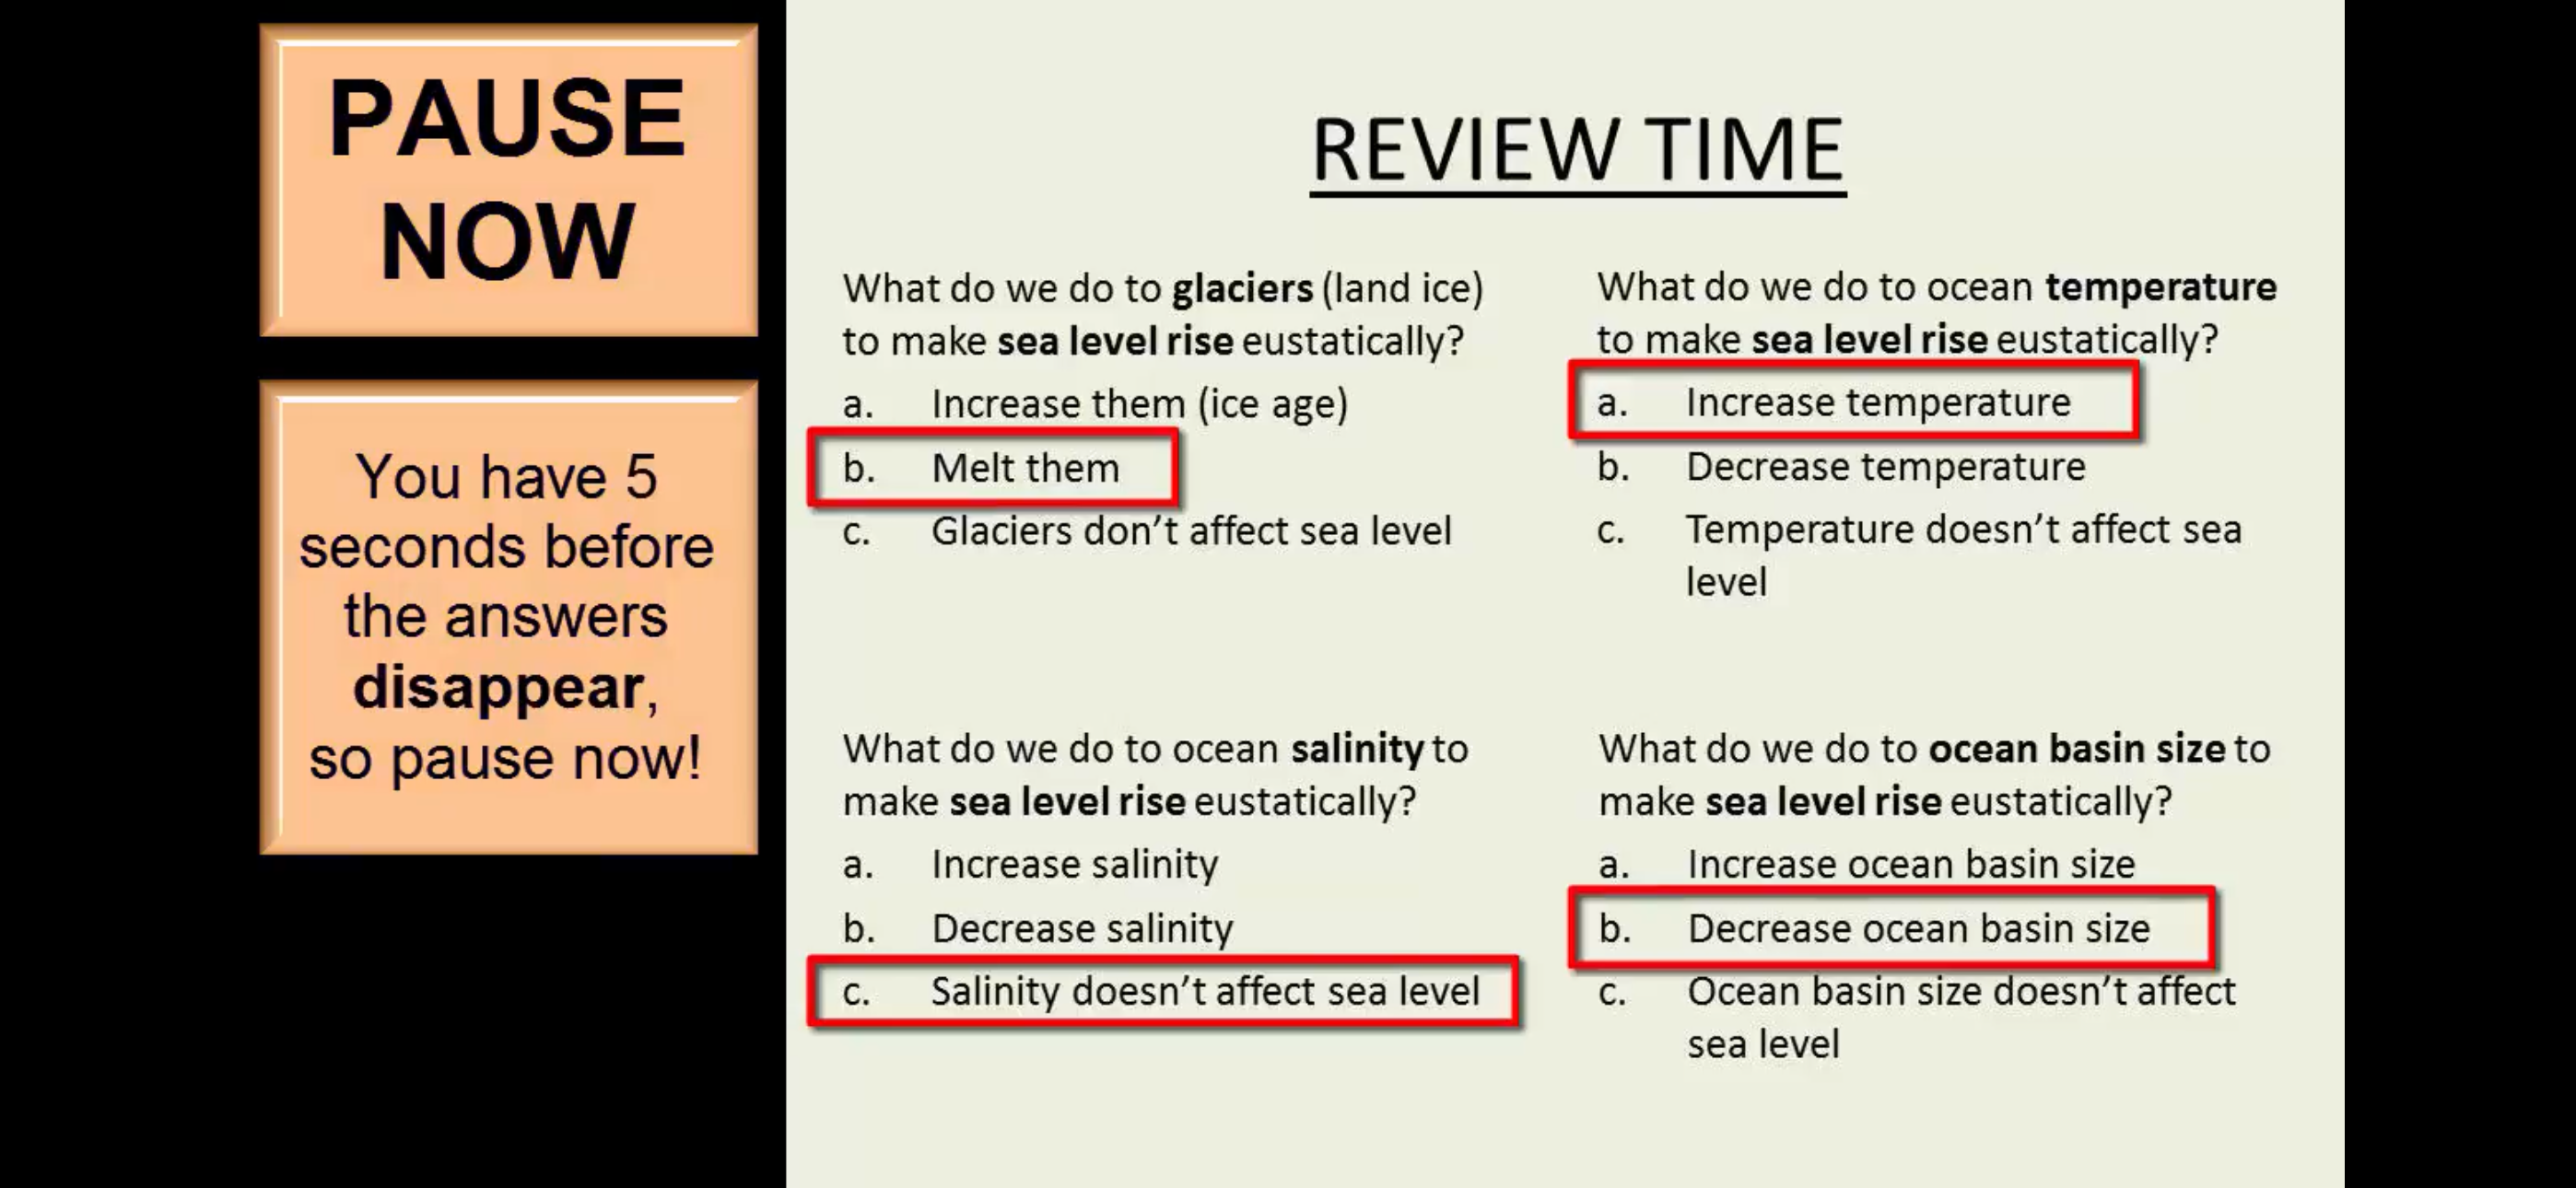 PAUSE
NOW
You have 5
seconds before
the answers
disappear,
so pause now!
REVIEW TIME
What do we do to glaciers (land ice)
to make sea level rise eustatically?
a. Increase them (ice age)
b. Melt them
c. Glaciers don't affect sea level
What do we do to ocean temperature
to make sea level rise eustatically?
a. Increase temperature
b. Decrease temperature
c. Temperature doesn't affect sea
level
What do we do to ocean salinity to
make sea level rise eustatically?
a. Increase salinity
b. Decrease salinity
c. Salinity doesn't affect sea level
What do we do to ocean basin size to
make sea level rise eustatically?
a. Increase ocean basin size
b. Decrease ocean basin size
c. Ocean basin size doesn't affect
sea level